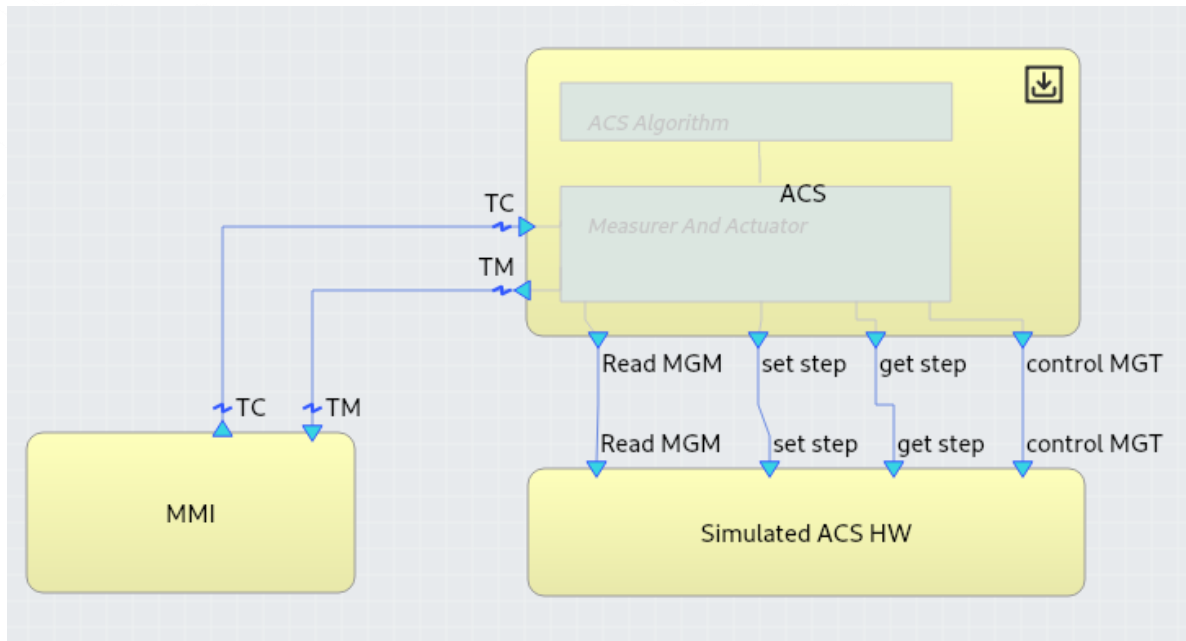 ACS Algorithm
ACS
TC
Measurer And Actuator
TM
Read MGM
set step
get step
control MGT
TC
TM
Read MGM
set step
get step
control MGT
MMI
Simulated ACS HW